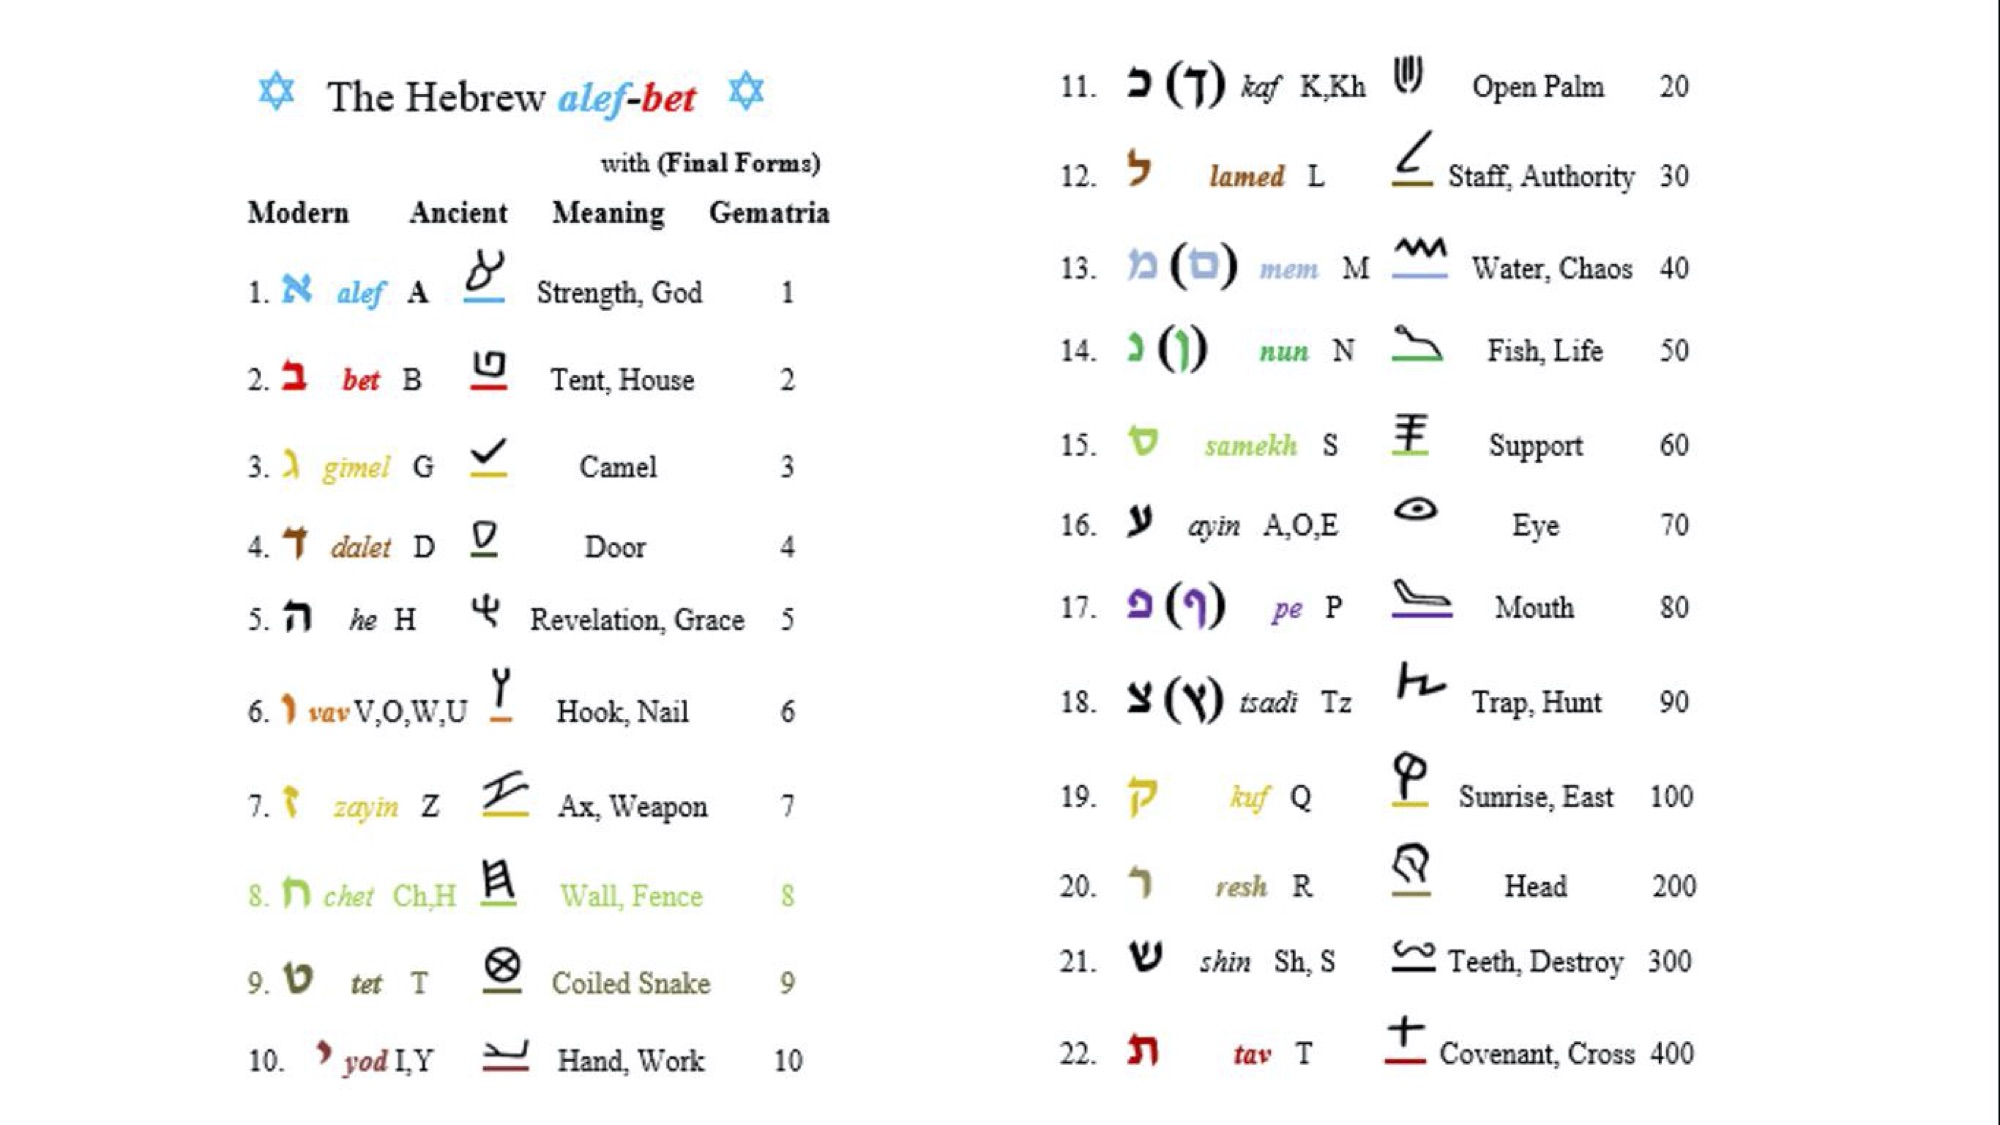 The Hebrew alef-bet
with (Final Forms)
Modern Ancient Meaning Gematria
1. א alef A Strength, God 1
2. ב bet B Tent, House 2
3. ג gimel G Camel 3
4. ד dalet D Door 4
5. ה he H Revelation, Grace 5
6. ו vav V,O,W,U Hook, Nail 6
7. ז zayin Z Ax, Weapon 7
8. ח chet Ch,H Wall, Fence 8
9. ט tet T Coiled Snake 9
10. י yod I,Y Hand, Work 10
11. כ (ך) kaf K,Kh Open Palm 20
12. ל lamed L Staff, Authority 30
13. מ (ם) mem M Water, Chaos 40
14. נ (ן) nun N Fish, Life 50
15. ס samekh S Support 60
16. ע ayin A,O,E Eye 70
17. פ (ף) pe P Mouth 80
18. צ (ץ) tsadi Tz Trap, Hunt 90
19. ק kuf Q Sunrise, East 100
20. ר resh R Head 200
21. ש shin Sh, S Teeth, Destroy 300
22. ת tav T Covenant, Cross 400